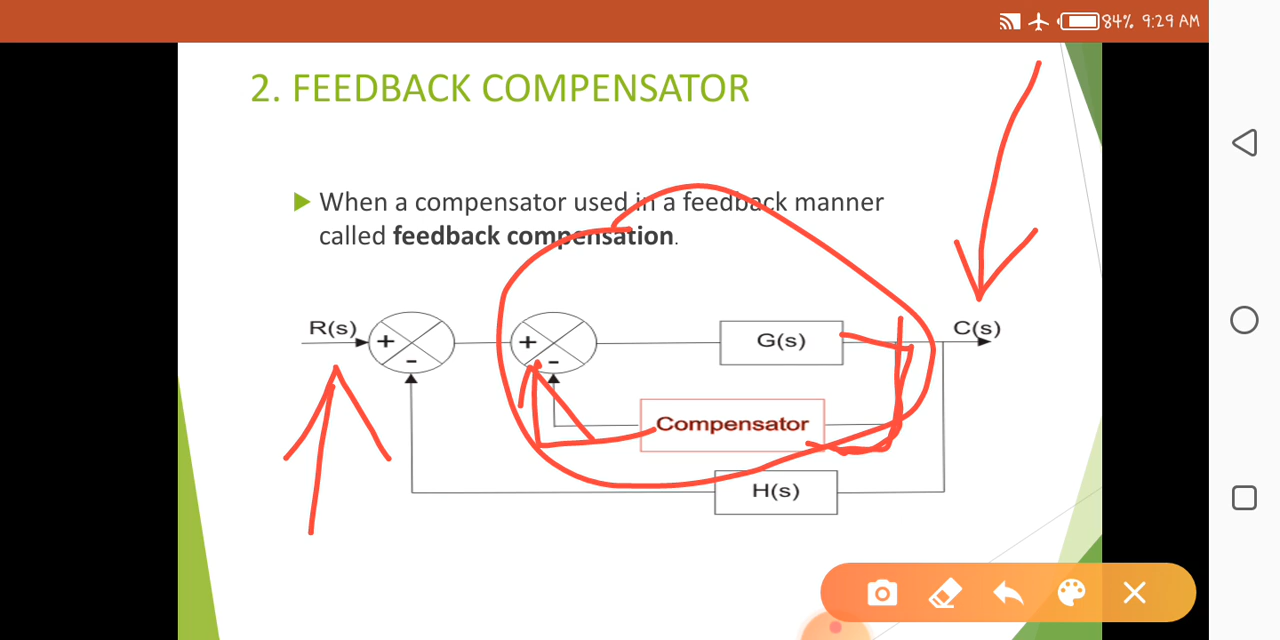 84% 9:29 AM
2. FEEDBACK COMPENSATOR
When a compensator used in a feedback manner
called feedback compensation.
R(s)
+
-
+
-
G(s)
C(s)
Compensator
H(s)